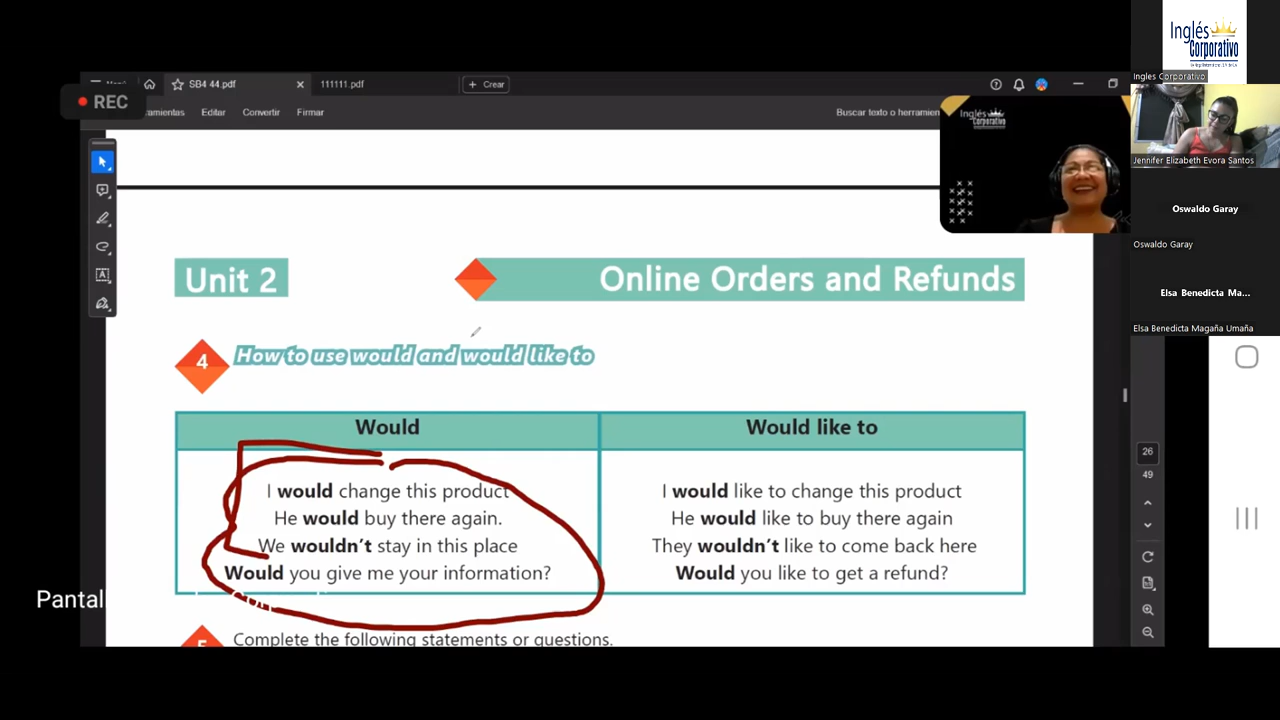 Inglés
Corporativo
Ingles Corporativo
Menú
SB4 44.pdf
111111.pdf
+ Crear
REC
Editar
Convertir
Firmar
Buscar texto o herramien
Inglés
Corporativo
Jennifer Elizabeth Evora Santos
Oswaldo Garay
Oswaldo Garay
Elsa Benedicta Ma...
Elsa Benedicta Magaña Umaña
Unit 2
Online Orders and Refunds
4
How to use would and would like to
Would
Would like to
I would change this product
He would buy there again.
We wouldn't stay in this place
Would you give me your information?
I would like to change this product
He would like to buy there again
They wouldn't like to come back here
Would you like to get a refund?
26
49
Pantall
5
Complete the following statements or questions.